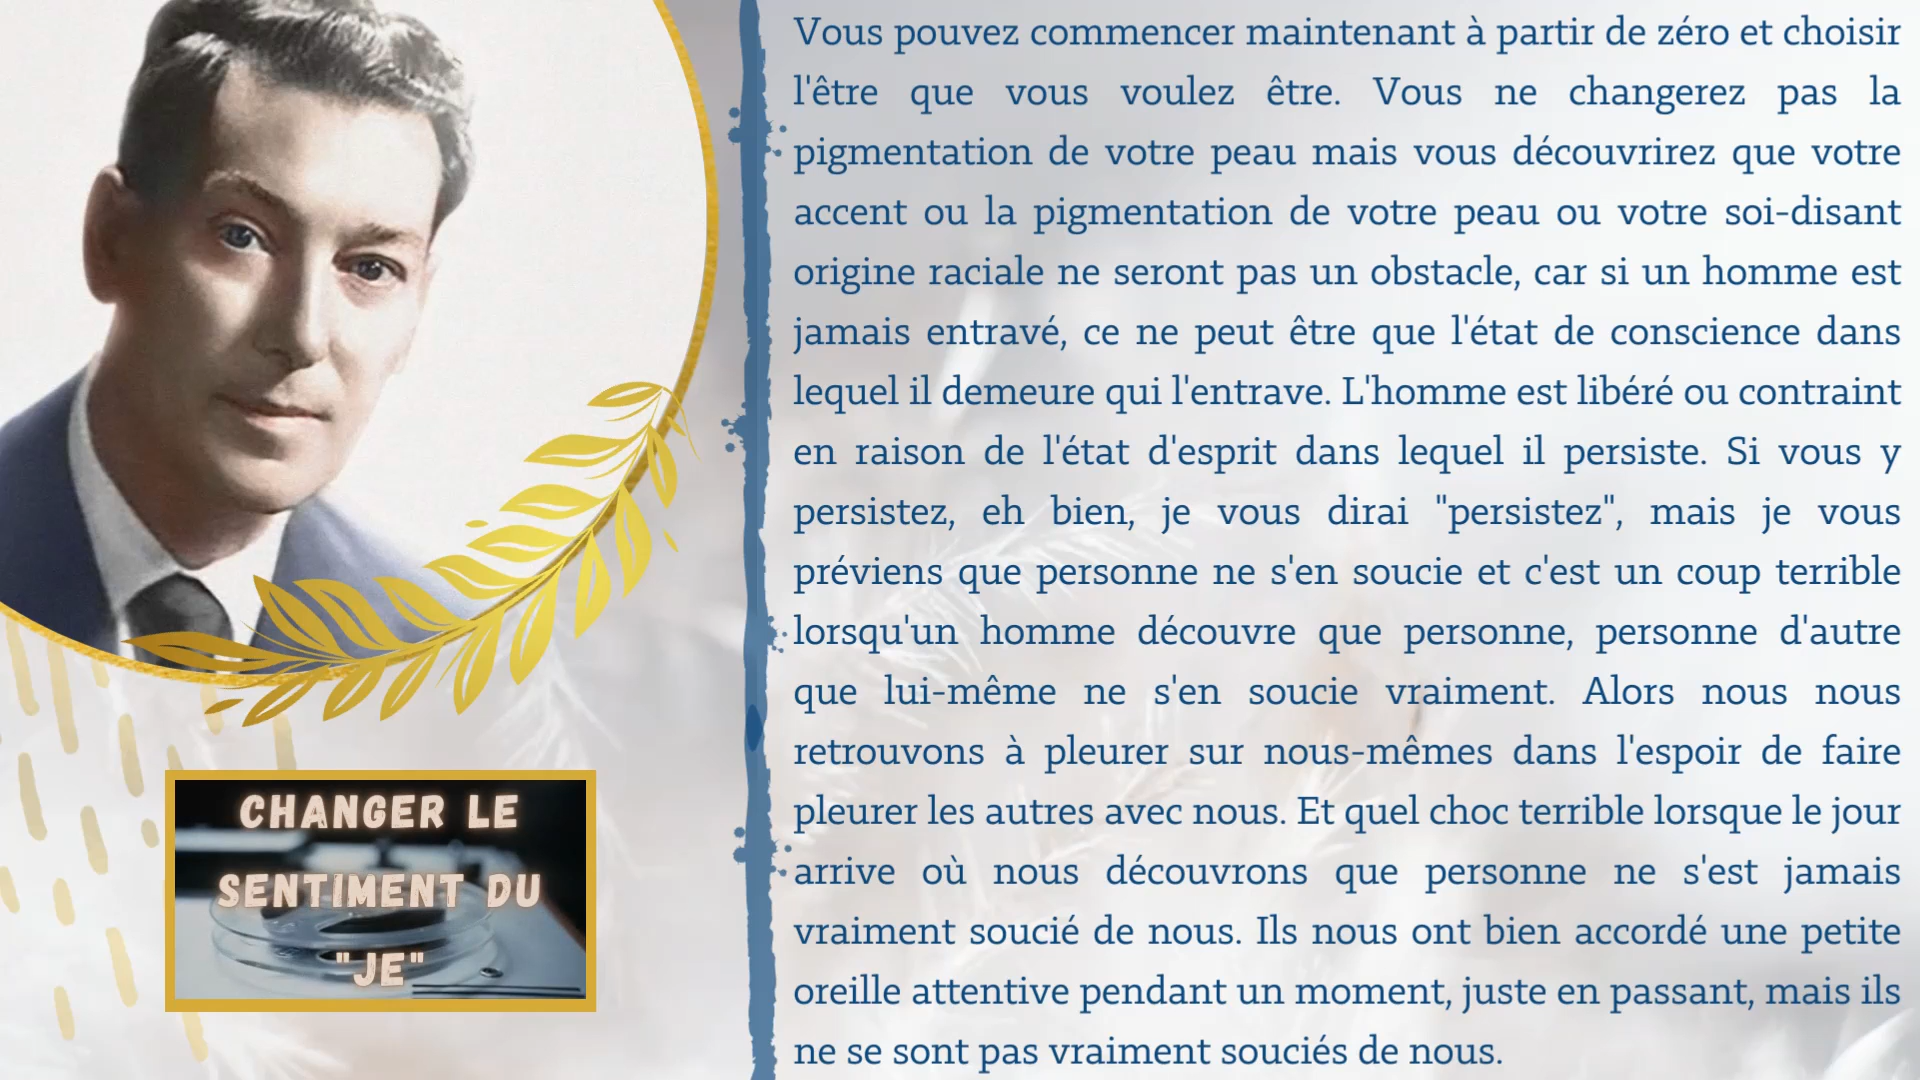 Vous pouvez commencer maintenant à partir de zéro et choisir
l'être que vous voulez être. Vous ne changerez pas la
pigmentation de votre peau mais vous découvrirez que votre
accent ou la pigmentation de votre peau ou votre soi-disant
origine raciale ne seront pas un obstacle, car si un homme est
jamais entravé, ce ne peut être que l'état de conscience dans
lequel il demeure qui l'entrave. L'homme est libéré ou contraint
en raison de l'état d'esprit dans lequel il persiste. Si vous y
persistez, eh bien, je vous dirai "persistez", mais je vous
préviens que personne ne s'en soucie et c'est un coup terrible
lorsqu'un homme découvre que personne, personne d'autre
que lui-même ne s'en soucie vraiment. Alors nous nous
retrouvons à pleurer sur nous-mêmes dans l'espoir de faire
pleurer les autres avec nous. Et quel choc terrible lorsque le jour
arrive où nous découvrons que personne ne s'est jamais
vraiment soucié de nous. Ils nous ont bien accordé une petite
oreille attentive pendant un moment, juste en passant, mais ils
ne se sont pas vraiment souciés de nous.
CHANGER LE
SENTIMENT DU
"JE"